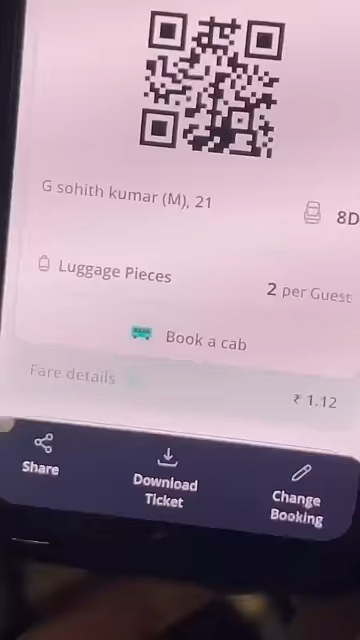 G sohith kumar (M), 21
8D
Luggage Pieces
2 per Guest
Book a cab
Fare details
₹ 1.12
Share
Download
Ticket
Change
Booking